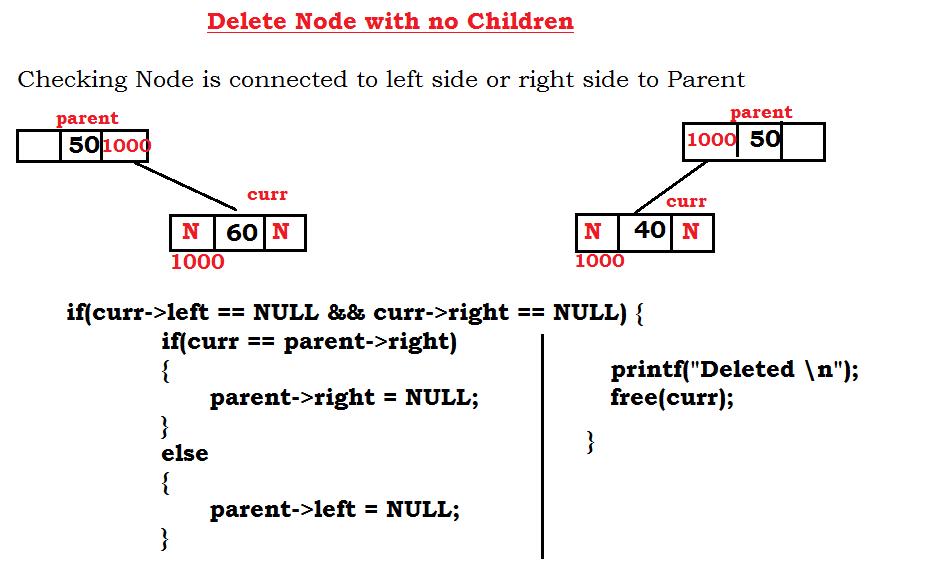 Delete Node with no Children
Checking Node is connected to left side or right side to Parent
parent
50 1000
curr
N 60 N
1000
parent
1000 50
curr
N 40 N
1000
if(curr->left == NULL && curr->right == NULL) {
if(curr == parent->right)
{
parent->right = NULL;
}
else
{
parent->left = NULL;
}
printf("Deleted \n");
free(curr);
}